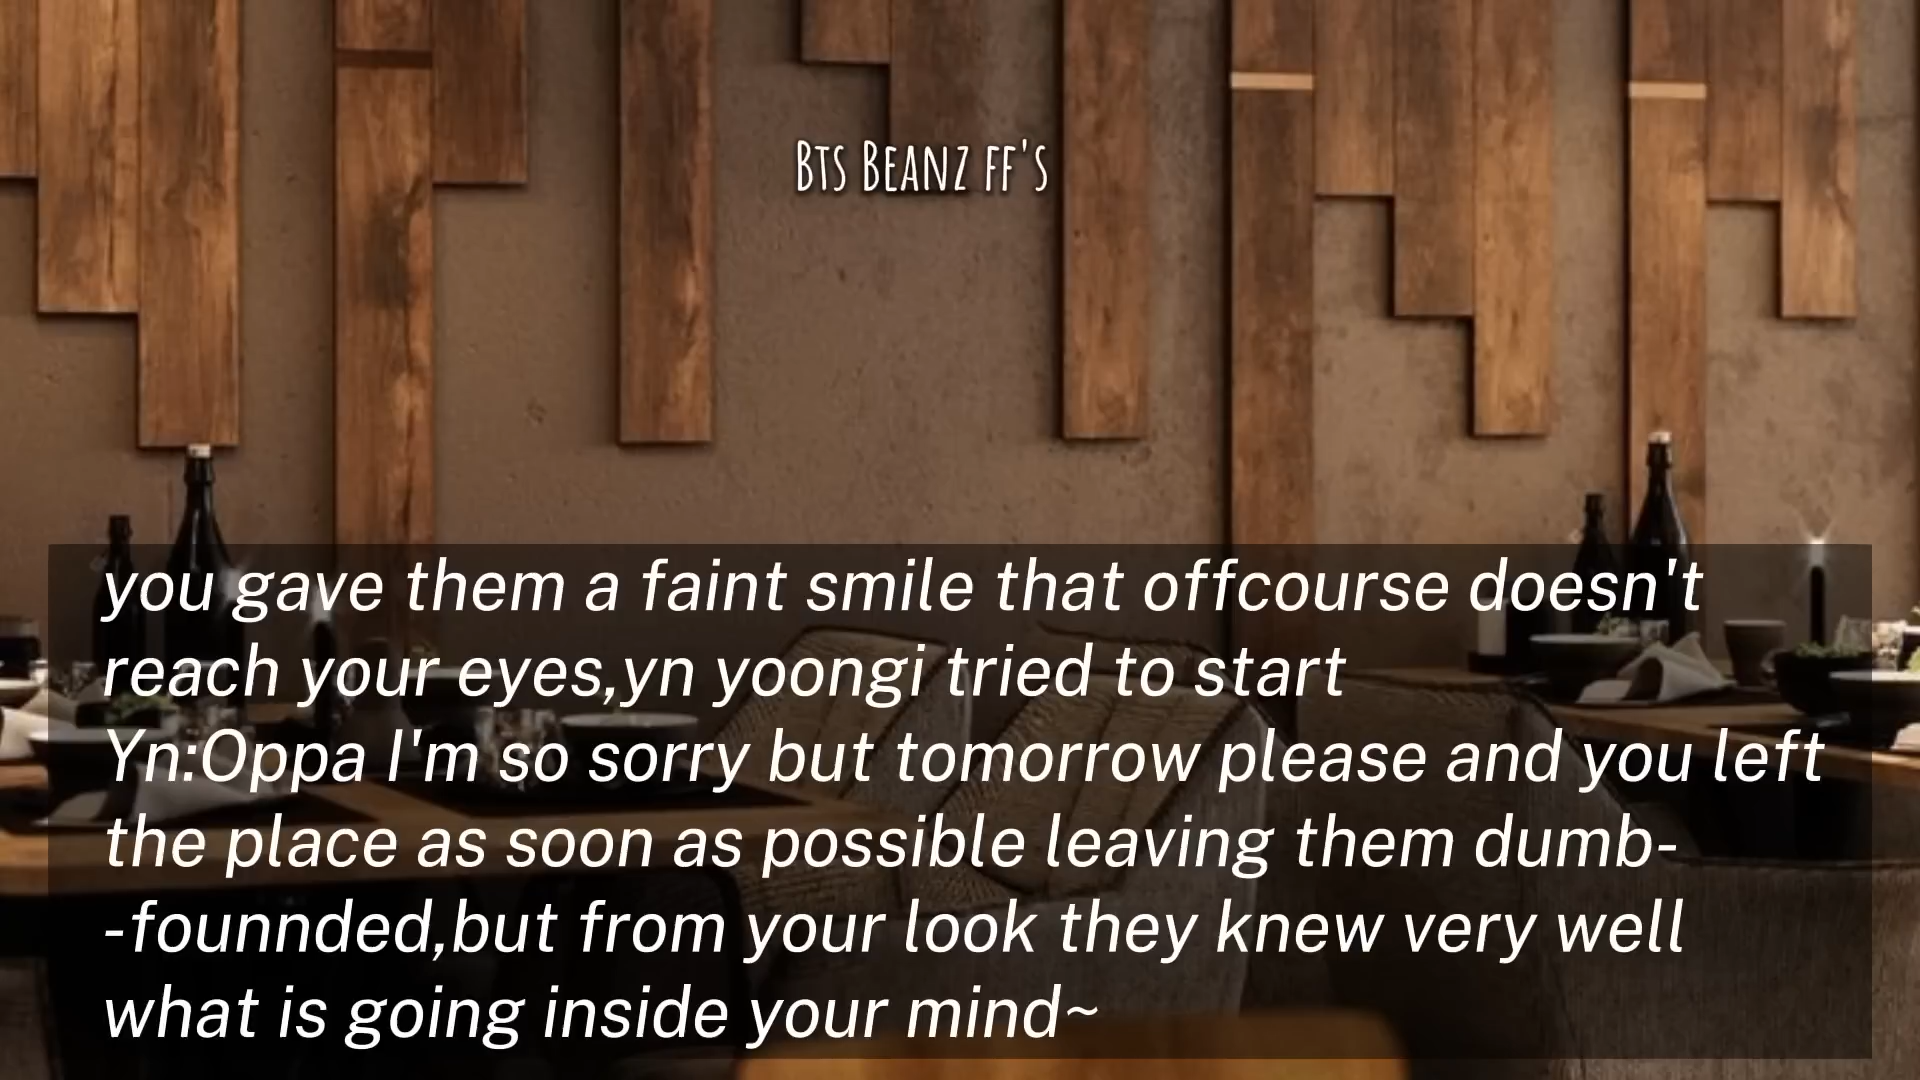 Bts Beanz ff's
you gave them a faint smile that offcourse doesn't
reach your eyes,yn yoongi tried to start
Yn:Oppa I'm so sorry but tomorrow please and you left
the place as soon as possible leaving them dumb-
-founnded,but from your look they knew very well
what is going inside your mind~